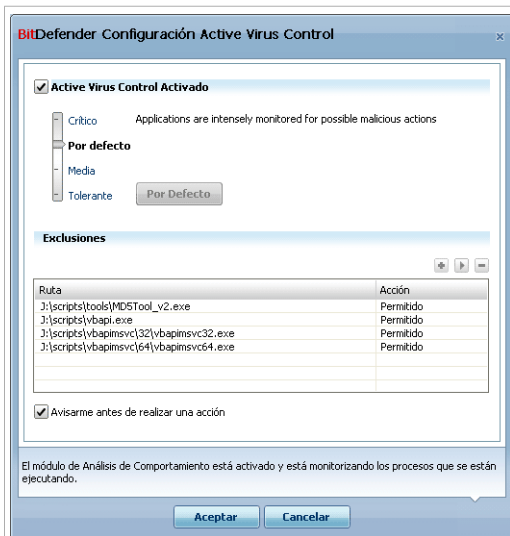 BitDefender Configuración Active Virus Control
Active Virus Control Activado
Crítico
Applications are intensely monitored for possible malicious actions
Por defecto
Media
Tolerante
Por Defecto
Exclusiones
Ruta Acción
J:\scripts\tools\MD5Tool_v2.exe Permitido
J:\scripts\vbapi.exe Permitido
J:\scripts\vbapimsvc\32\vbapimsvc32.exe Permitido
J:\scripts\vbapimsvc\64\vbapimsvc64.exe Permitido
Avisarme antes de realizar una acción
El módulo de Análisis de Comportamiento está activado y está monitorizando los procesos que se están
ejecutando.
Aceptar Cancelar